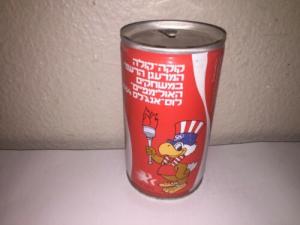 קוקה-קולה
המרענן הרשמי
במשחקים
האולימפיים
לוס-אנג'לס